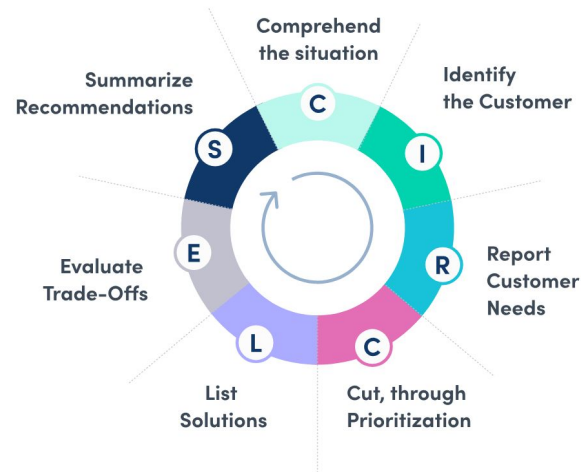 Comprehend
the situation
C
Identify
the Customer
I
Report
Customer
Needs
R
Cut, through
Prioritization
C
List
Solutions
L
Evaluate
Trade-Offs
E
Summarize
Recommendations
S